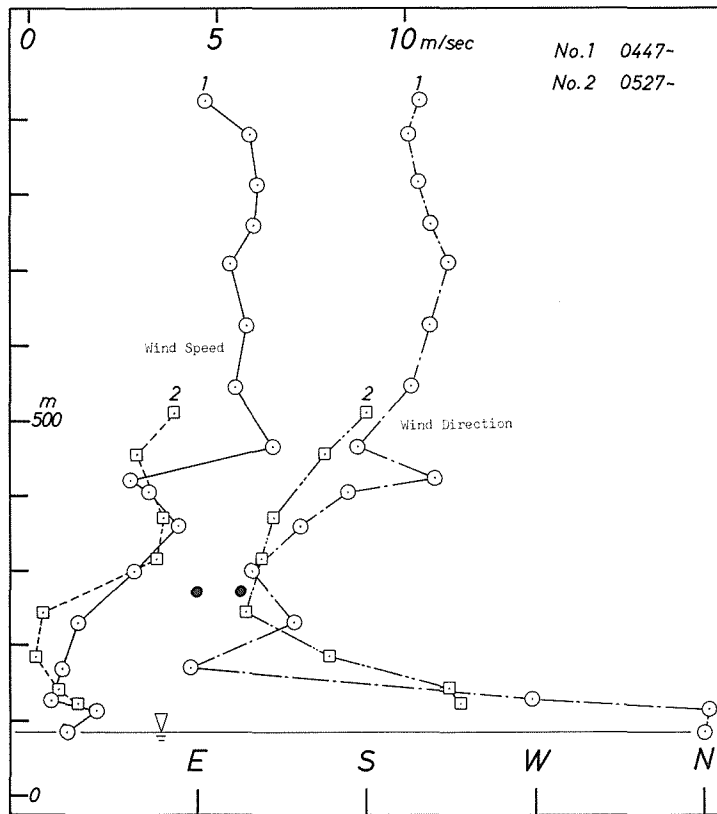 0 5 10 m/sec
No.1 0447~
No.2 0527~
1 1
Wind Speed
2 2
m
500
Wind Direction
E S W N
0